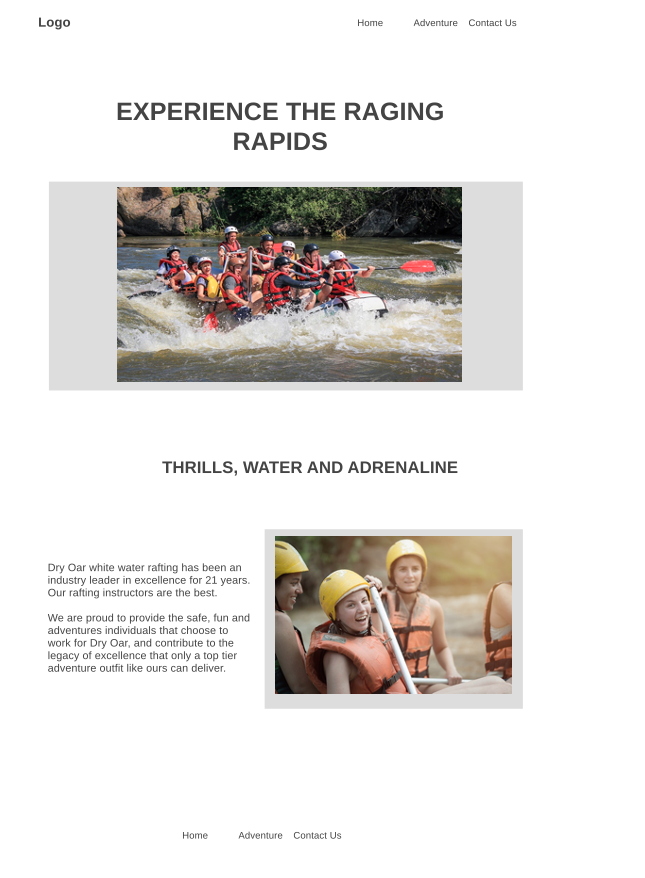 Logo
Home Adventure Contact Us
EXPERIENCE THE RAGING
RAPIDS
THRILLS, WATER AND ADRENALINE
Dry Oar white water rafting has been an
industry leader in excellence for 21 years.
Our rafting instructors are the best.
We are proud to provide the safe, fun and
adventures individuals that choose to
work for Dry Oar, and contribute to the
legacy of excellence that only a top tier
adventure outfit like ours can deliver.
Home Adventure Contact Us